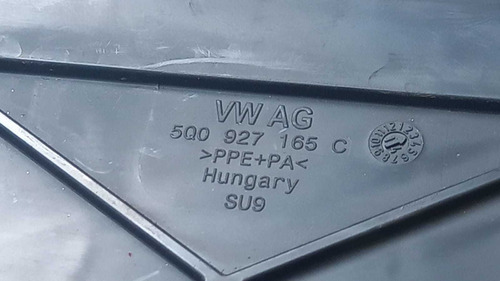 VW AG
5Q0 927 165 C
>PPE+PA<
Hungary
SU9